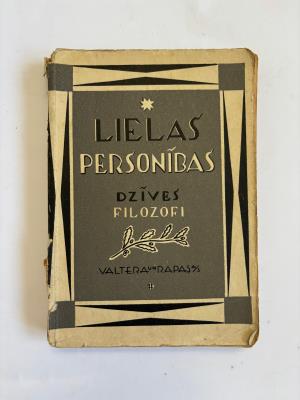 LIELAS
PERSONĪBAS
DZĪVES
FILOZOFI
VALTERA UN RAPAS A/S